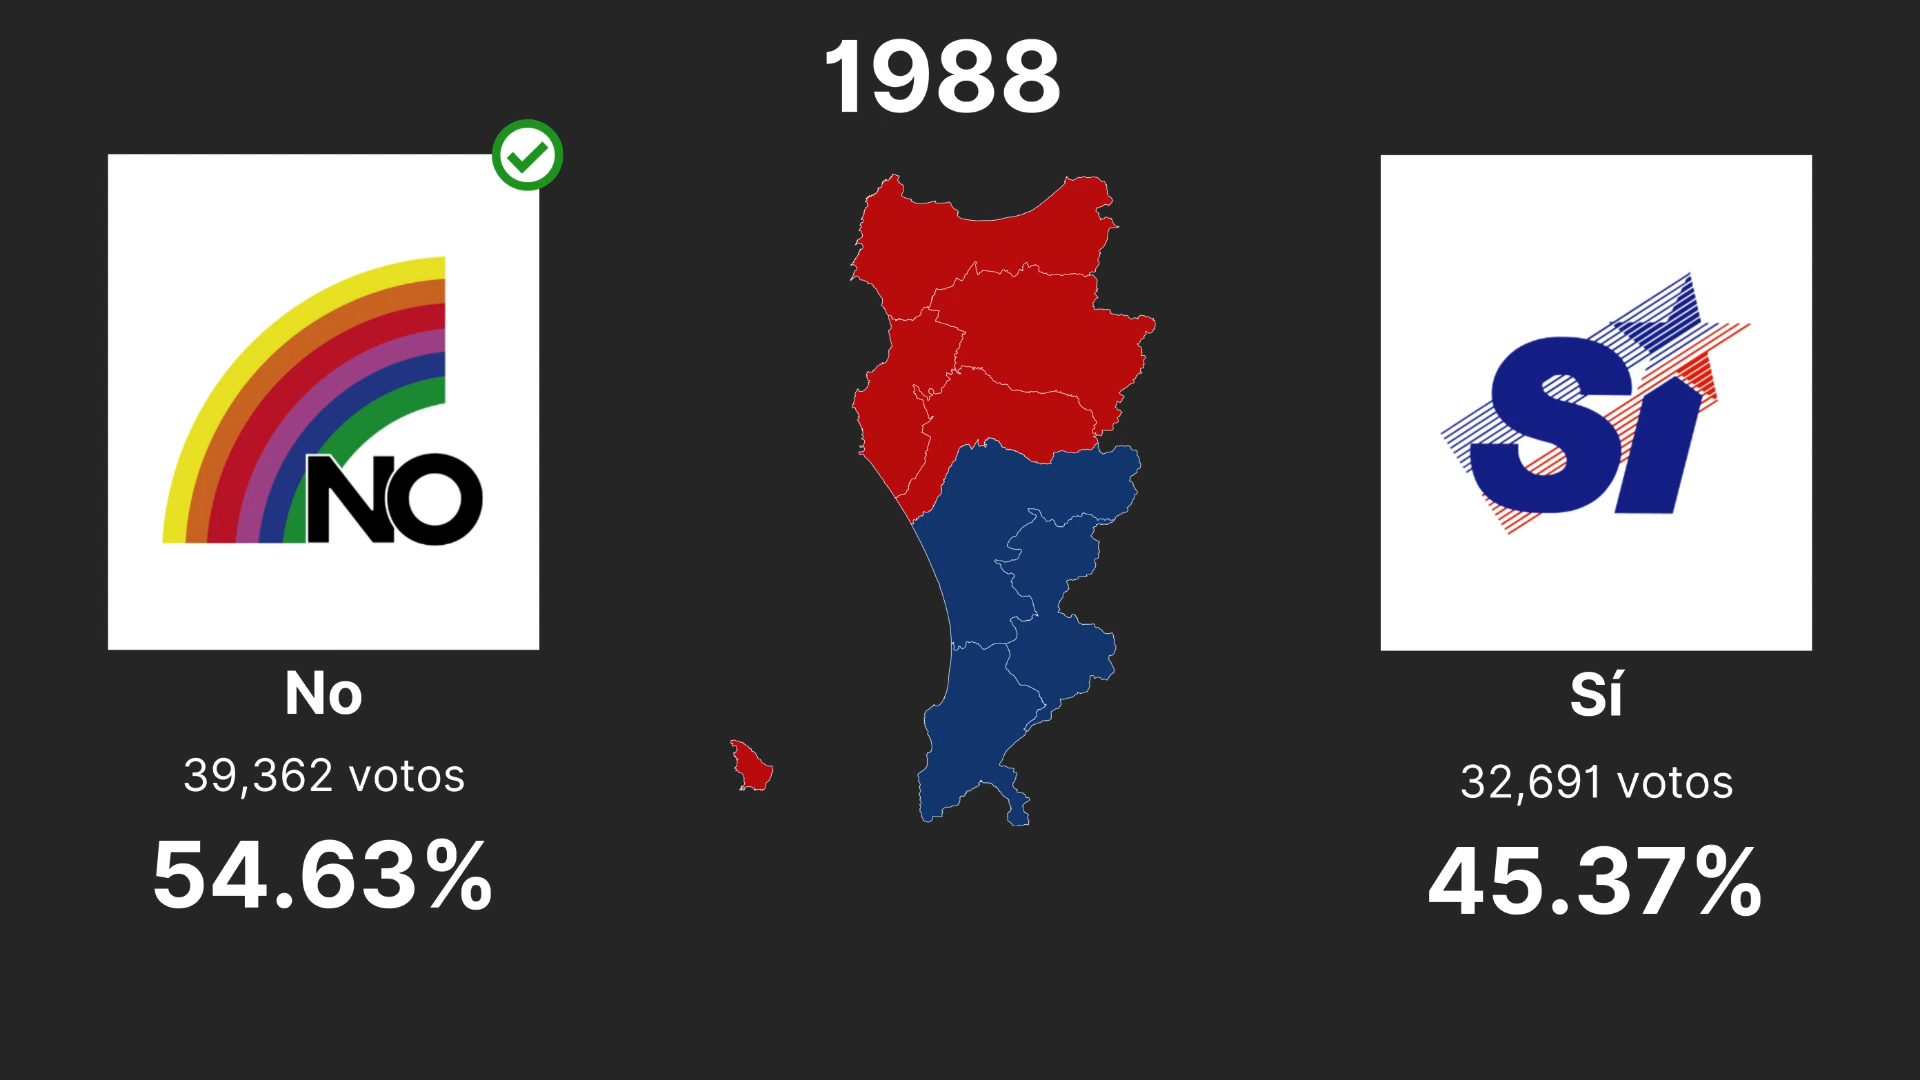 1988
NO
No
39,362 votos
54.63%
Sí
Sí
32,691 votos
45.37%